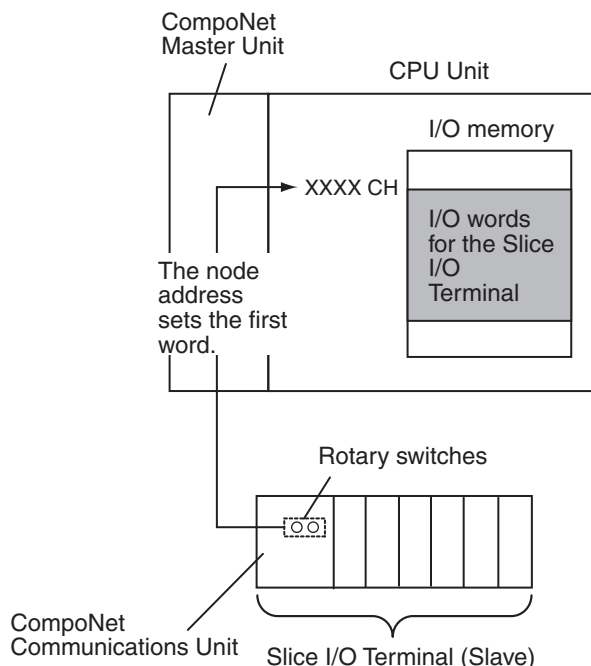 CompoNet
Master Unit
CPU Unit
I/O memory
XXXX CH
I/O words
for the Slice
I/O
Terminal
The node
address
sets the first
word.
Rotary switches
CompoNet
Communications Unit
Slice I/O Terminal (Slave)